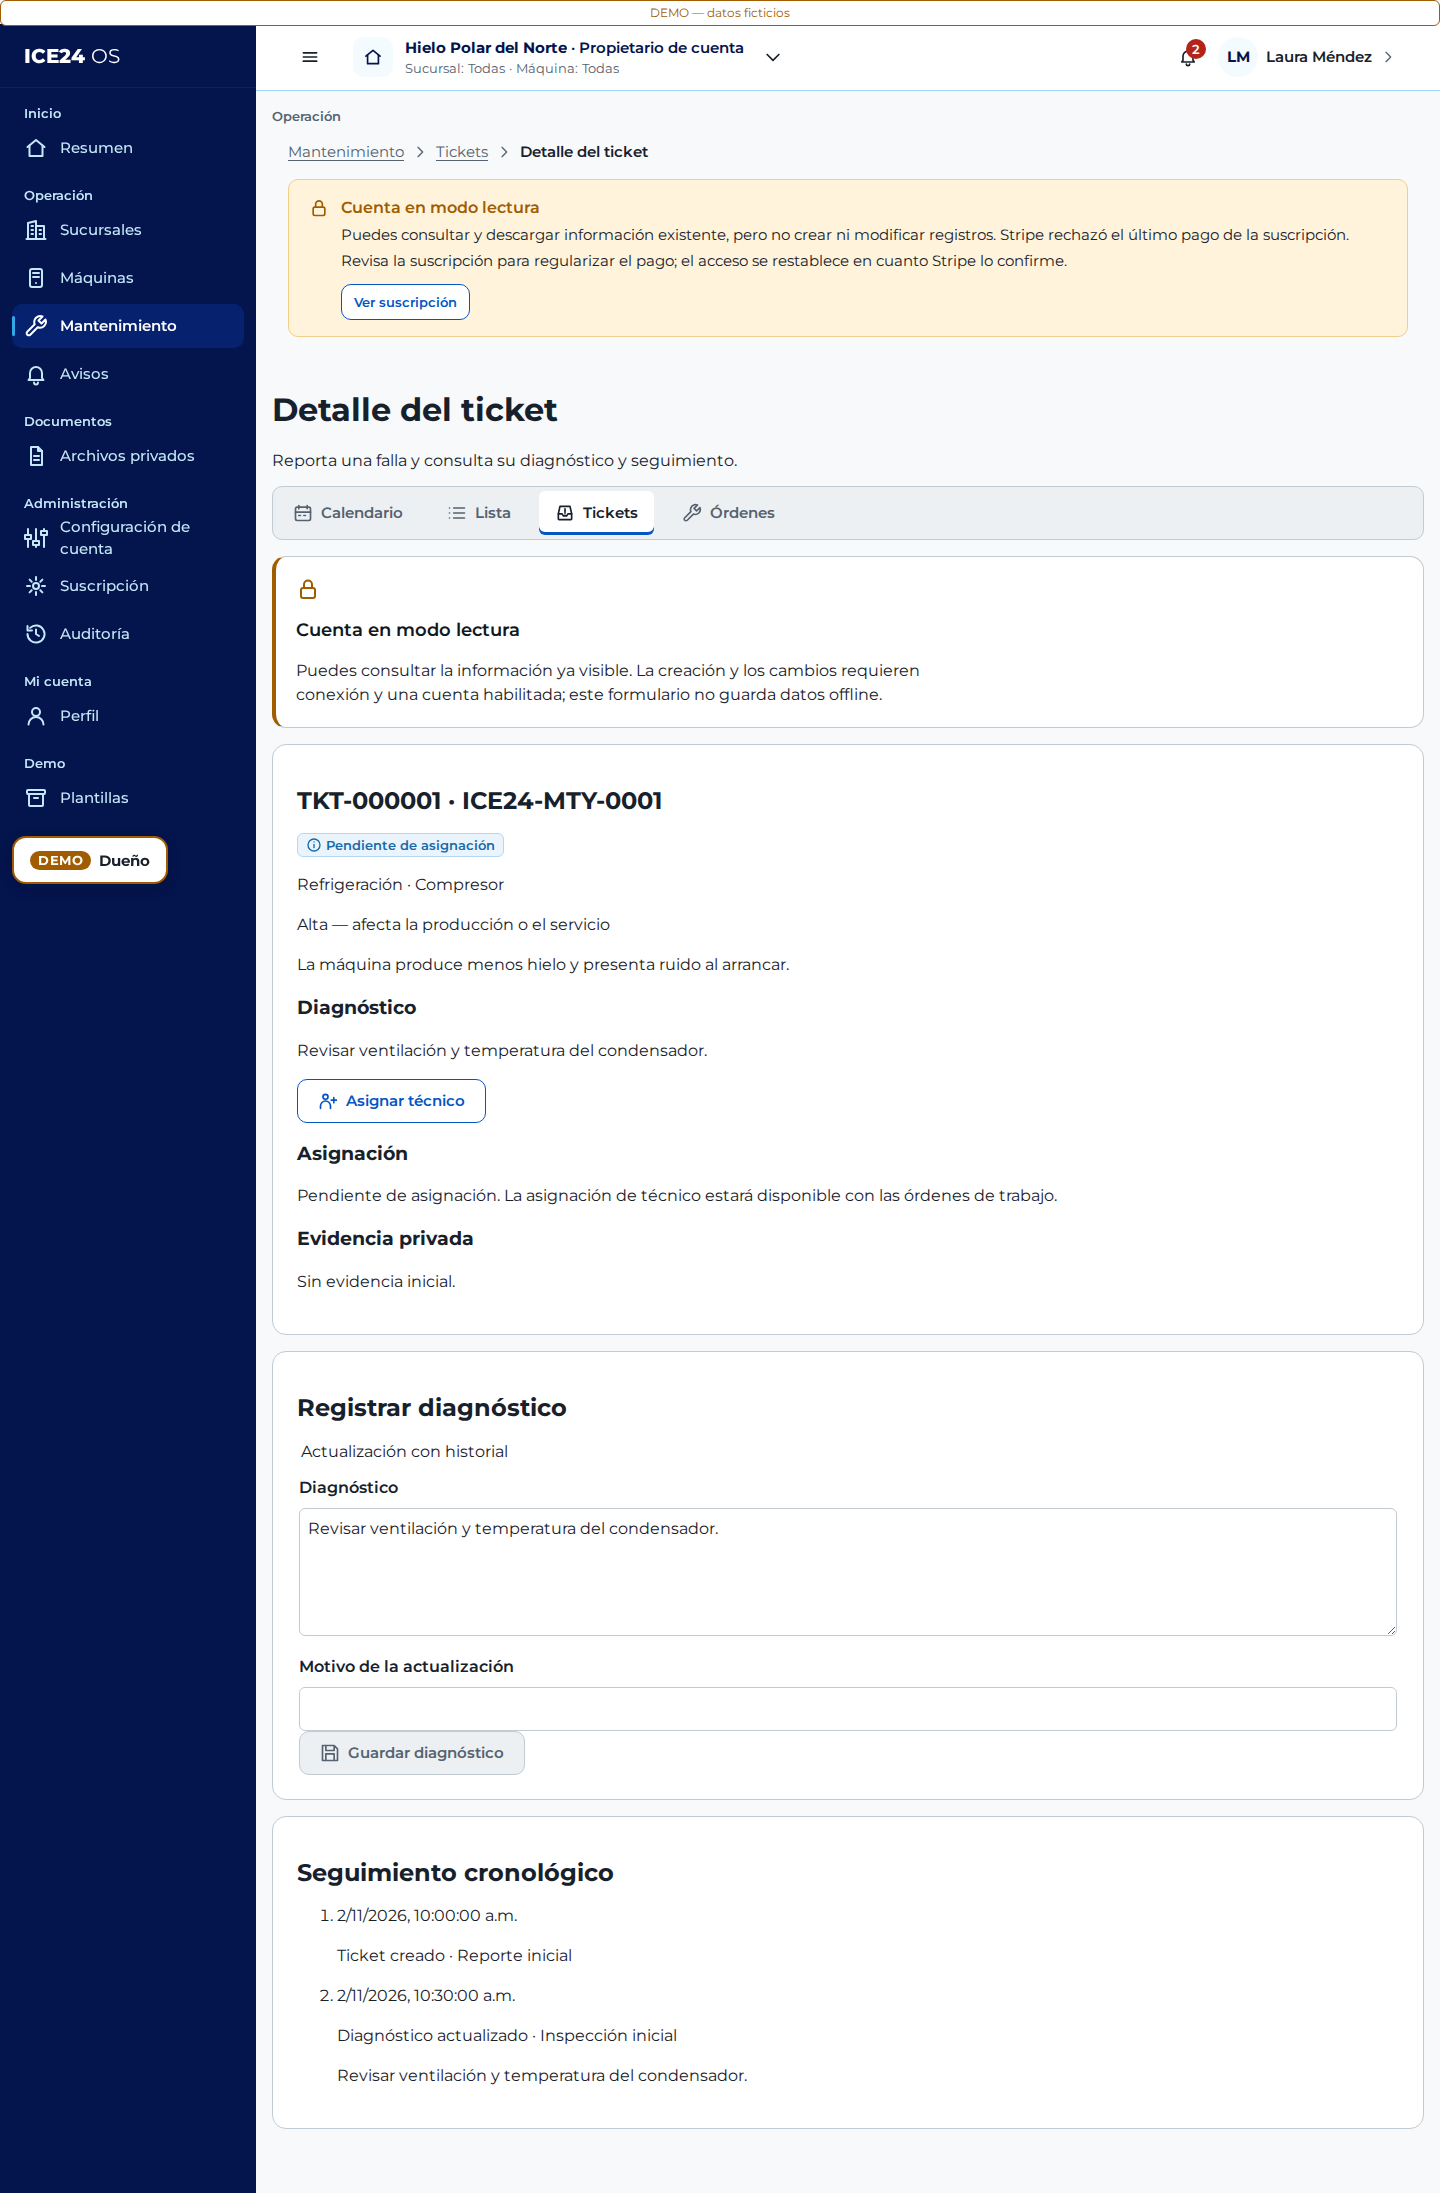 DEMO — datos ficticios
ICE24 OS
Inicio
Resumen
Operación
Sucursales
Máquinas
Mantenimiento
Avisos
Documentos
Archivos privados
Administración
Configuración de
cuenta
Suscripción
Auditoría
Mi cuenta
Perfil
Demo
Plantillas
DEMO Dueño
Hielo Polar del Norte · Propietario de cuenta
Sucursal: Todas · Máquina: Todas
2
LM Laura Méndez
Operación
Mantenimiento > Tickets > Detalle del ticket
Cuenta en modo lectura
Puedes consultar y descargar información existente, pero no crear ni modificar registros. Stripe rechazó el último pago de la suscripción.
Revisa la suscripción para regularizar el pago; el acceso se restablece en cuanto Stripe lo confirme.
Ver suscripción
Detalle del ticket
Reporta una falla y consulta su diagnóstico y seguimiento.
Calendario Lista Tickets Órdenes
Cuenta en modo lectura
Puedes consultar la información ya visible. La creación y los cambios requieren
conexión y una cuenta habilitada; este formulario no guarda datos offline.
TKT-000001 · ICE24-MTY-0001
Pendiente de asignación
Refrigeración · Compresor
Alta — afecta la producción o el servicio
La máquina produce menos hielo y presenta ruido al arrancar.
Diagnóstico
Revisar ventilación y temperatura del condensador.
Asignar técnico
Asignación
Pendiente de asignación. La asignación de técnico estará disponible con las órdenes de trabajo.
Evidencia privada
Sin evidencia inicial.
Registrar diagnóstico
Actualización con historial
Diagnóstico
Revisar ventilación y temperatura del condensador.
Motivo de la actualización
Guardar diagnóstico
Seguimiento cronológico
1. 2/11/2026, 10:00:00 a.m.
Ticket creado · Reporte inicial
2. 2/11/2026, 10:30:00 a.m.
Diagnóstico actualizado · Inspección inicial
Revisar ventilación y temperatura del condensador.